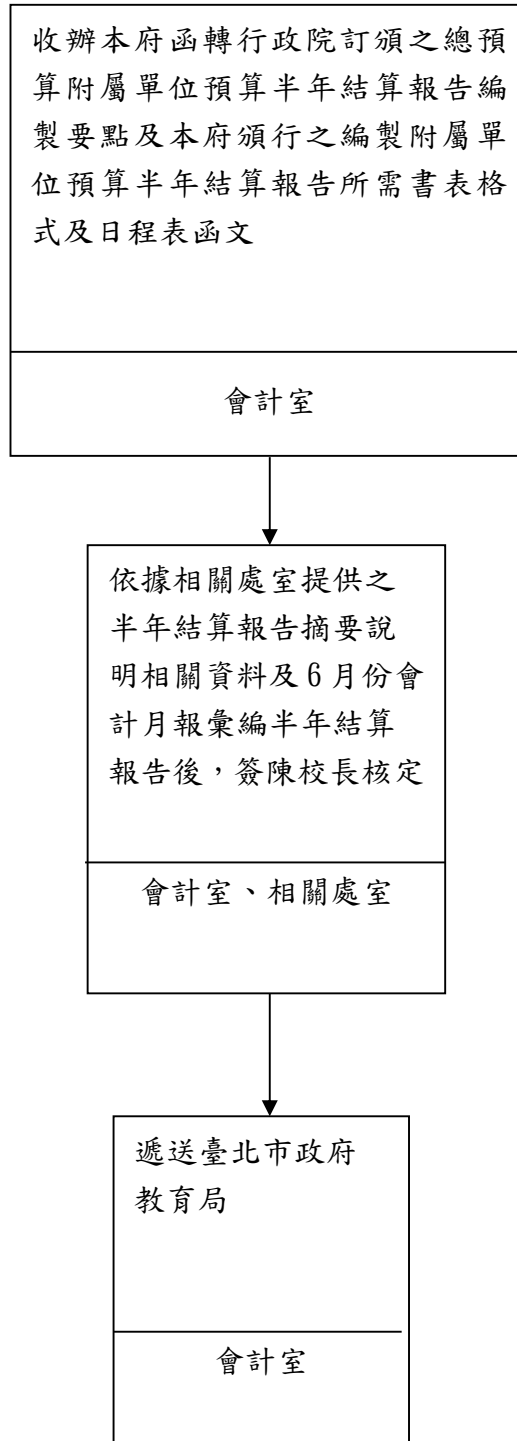 收辦本府函轉行政院訂頒之總預
算附屬單位預算半年結算報告編
製要點及本府頒行之編製附屬單
位預算半年結算報告所需書表格
式及日程表函文
會計室
依據相關處室提供之
半年結算報告摘要說
明相關資料及6月份會
計月報彙編半年結算
報告後，簽陳校長核定
會計室、相關處室
遞送臺北市政府
教育局
會計室